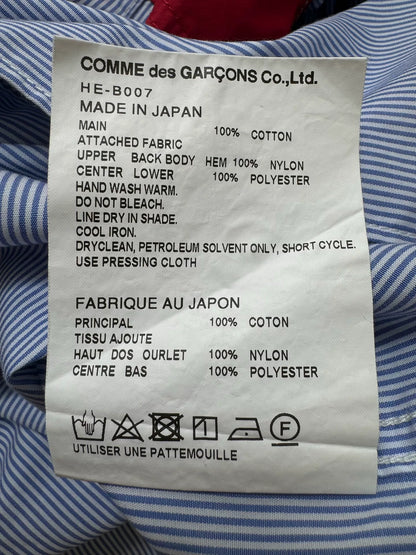 COMME des GARÇONS Co.,Ltd.
HE-B007
MADE IN JAPAN
MAIN 100% COTTON
ATTACHED FABRIC
UPPER BACK BODY HEM 100% NYLON
CENTER LOWER 100% POLYESTER
HAND WASH WARM.
DO NOT BLEACH.
LINE DRY IN SHADE.
COOL IRON.
DRYCLEAN, PETROLEUM SOLVENT ONLY, SHORT CYCLE.
USE PRESSING CLOTH
FABRIQUE AU JAPON
PRINCIPAL 100% COTTON
TISSU AJOUTE
HAUT DOS OURLET 100% NYLON
CENTRE BAS 100% POLYESTER
F
UTILISER UNE PATTEMOUILLE